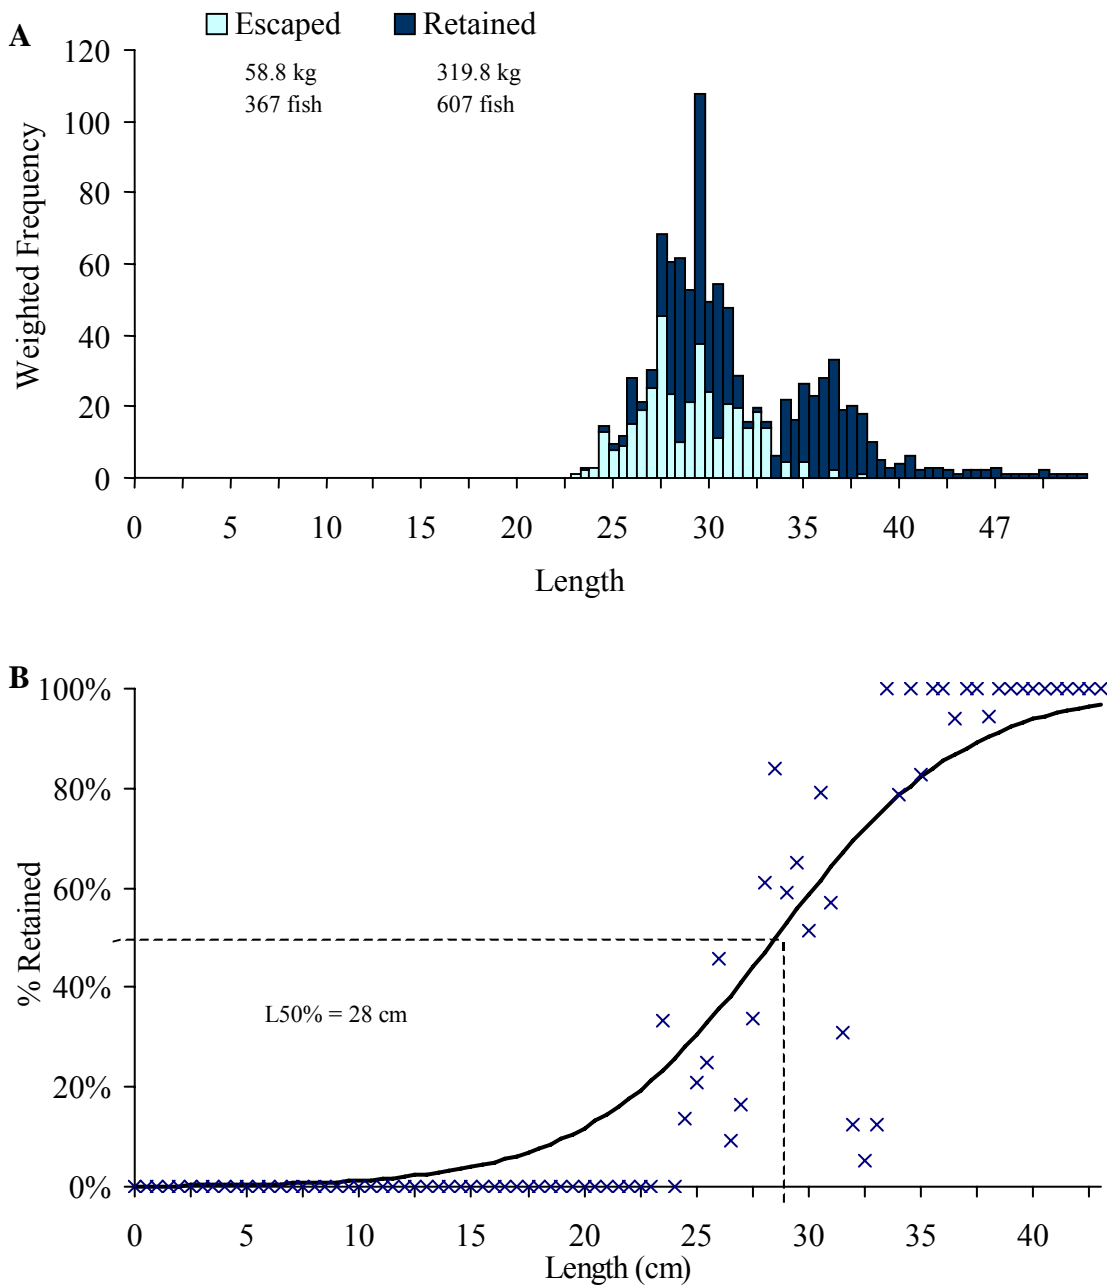 A
Escaped Retained
58.8 kg 319.8 kg
367 fish 607 fish
Weighted Frequency
120
100
80
60
40
20
0
0 5 10 15 20 25 30 35 40 47
Length
B
% Retained
100%
80%
60%
40%
20%
0%
L50% = 28 cm
0 5 10 15 20 25 30 35 40
Length (cm)